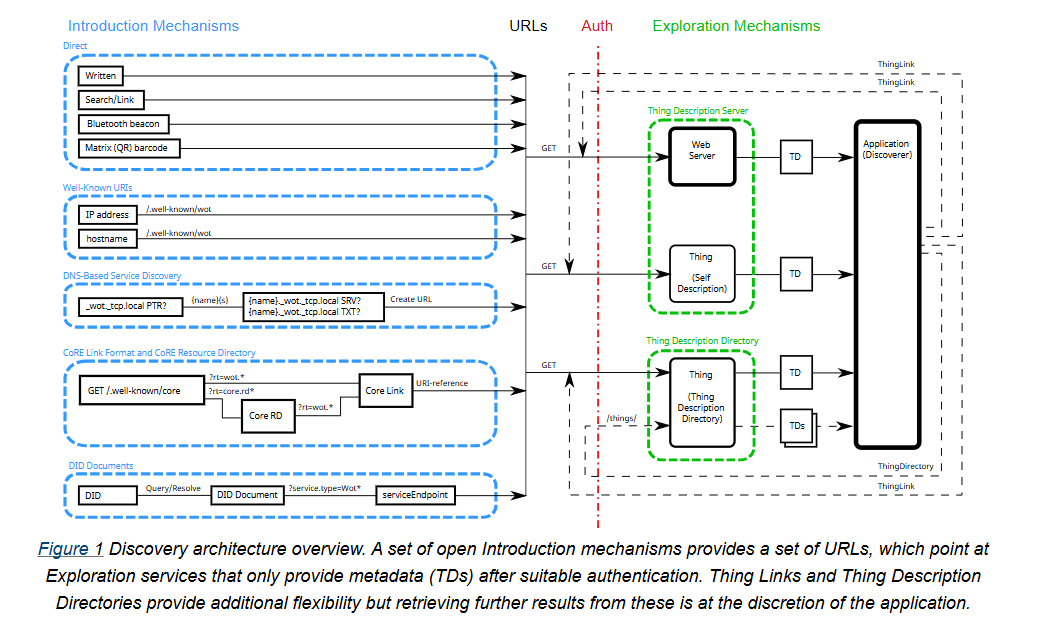 Introduction Mechanisms
URLs
Auth
Exploration Mechanisms
Direct
Written
Search/Link
Bluetooth beacon
Matrix (QR) barcode
Well-Known URIs
IP address
/.well-known/wot
hostname
/.well-known/wot
DNS-Based Service Discovery
_wot._tcp.local PTR?
{name}(s)
{name}._wot._tcp.local SRV?
{name}._wot._tcp.local TXT?
Create URL
CoRE Link Format and CoRE Resource Directory
GET /.well-known/core
?rt=wot.*
?rt=core.rd*
Core RD
?rt=wot.*
Core Link
URI-reference
DID Documents
DID
Query/Resolve
DID Document
?service.type=Wot*
serviceEndpoint
GET
GET
GET
/things/
Thing Description Server
Web
Server
Thing
(Self
Description)
Thing Description Directory
Thing
(Thing
Description
Directory)
TD
TD
TD
TDs
Application
(Discoverer)
ThingLink
ThingLink
ThingDirectory
ThingLink
Figure 1 Discovery architecture overview. A set of open Introduction mechanisms provides a set of URLs, which point at
Exploration services that only provide metadata (TDs) after suitable authentication. Thing Links and Thing Description
Directories provide additional flexibility but retrieving further results from these is at the discretion of the application.